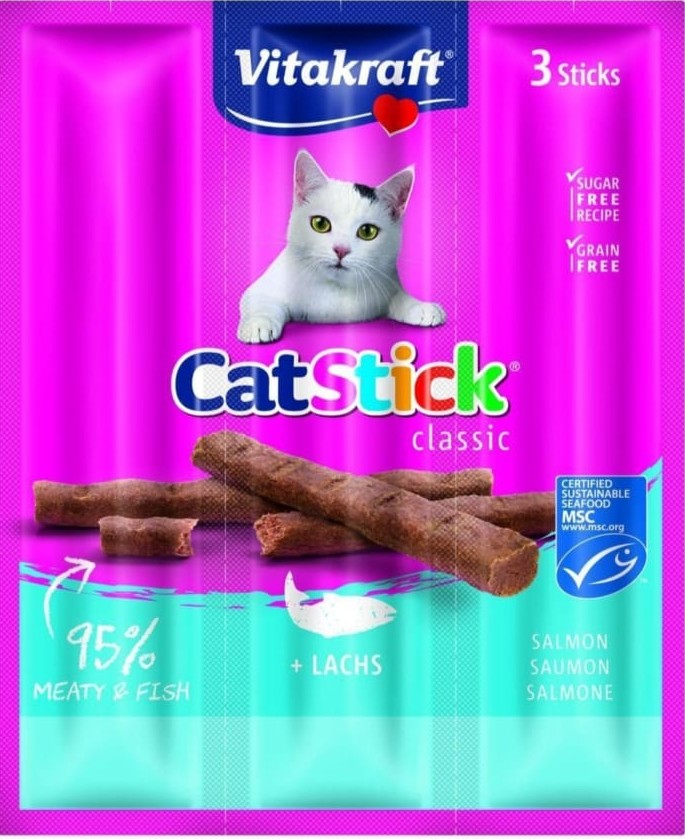 Vitakraft®
3 Sticks
SUGAR
FREE
RECIPE
GRAIN
FREE
CatStick®
classic
CERTIFIED
SUSTAINABLE
SEAFOOD
MSC
www.msc.org
95%
MEATY & FISH
+ LACHS
SALMON
SAUMON
SALMONE